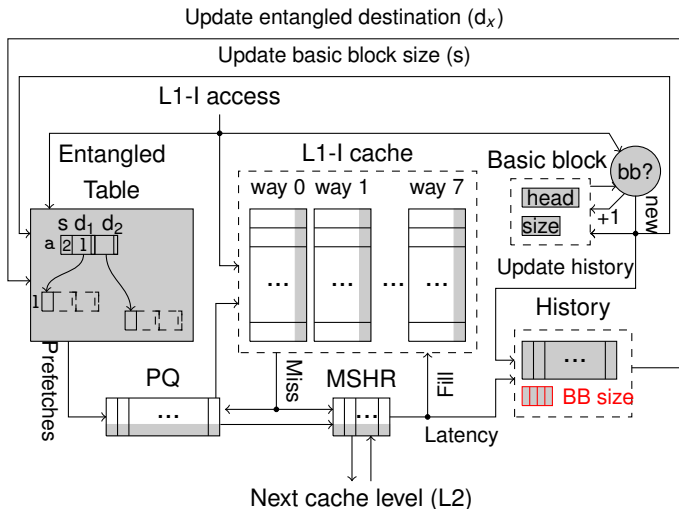 Update entangled destination (dₓ)
Update basic block size (s)
L1-I access
Entangled
Table
L1-I cache
way 0 way 1 way 7
Basic block
bb?
head
size
+1
new
s d₁ d₂
a 2 1
... ... ... ...
1
Update history
History
...
BB size
Prefetches
PQ
...
Miss
MSHR
...
Fill
Latency
Next cache level (L2)